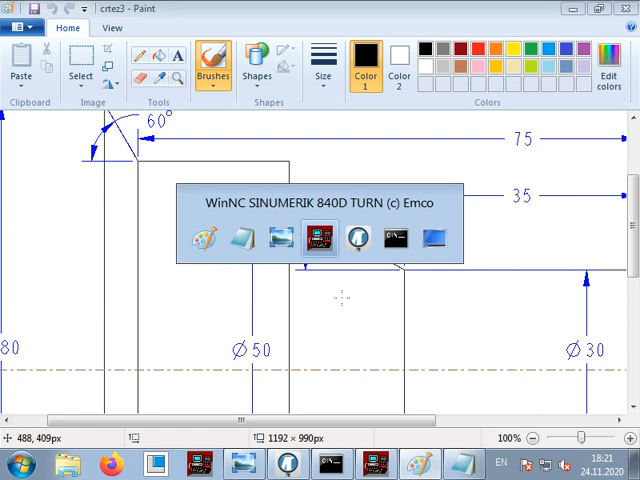 crtez3 - Paint
Home View
Paste
Select
A
Brushes
Shapes
Size
Color 1
Color 2
Edit colors
Clipboard Image Tools Shapes Colors
60°
75
35
WinNC SINUMERIK 840D TURN (c) Emco
C:\
80
Ø 50
Ø 30
488, 409px 1192 × 990px 100%
EN 18:21
24.11.2020